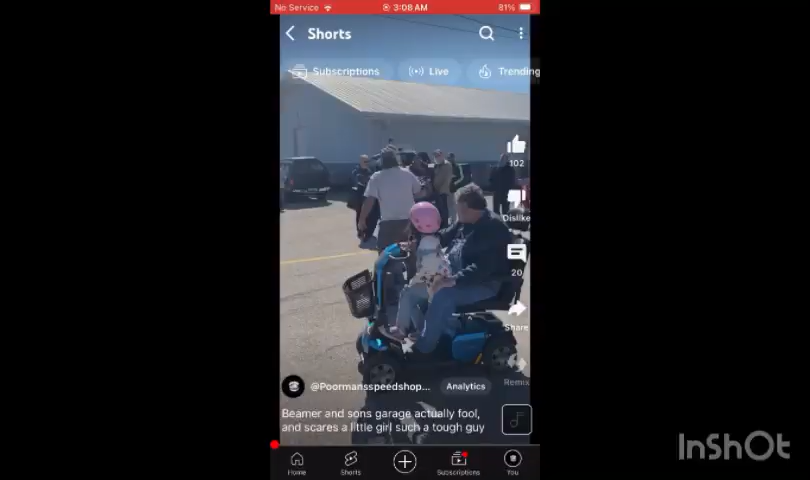 No Service 3:08 AM 81%
Shorts
Subscriptions Live Trending
102
Dislike
20
Share
Remix
@Poormansspeedshop... Analytics
Beamer and sons garage actually fool,
and scares a little girl such a tough guy
Home Shorts Subscriptions You
InShOt